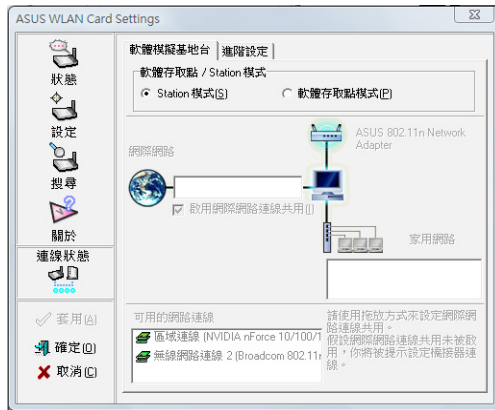 ASUS WLAN Card Settings
狀態
設定
搜尋
關於
連線狀態
套用(A)
確定(O)
取消(C)
軟體模擬基地台
進階設定
軟體存取點 / Station 模式
Station 模式(S)
軟體存取點模式(P)
網際網路
ASUS 802.11n Network
Adapter
啟用網際網路連線共用(I)
家用網路
可用的網路連線
區域連線 (NVIDIA nForce 10/100/1
無線網路連線 2 (Broadcom 802.11
請使用拖放方式來設定網際網
路連線共用。
假設網際網路連線共用未被啟
用，你將被提示設定橋接器連
線。